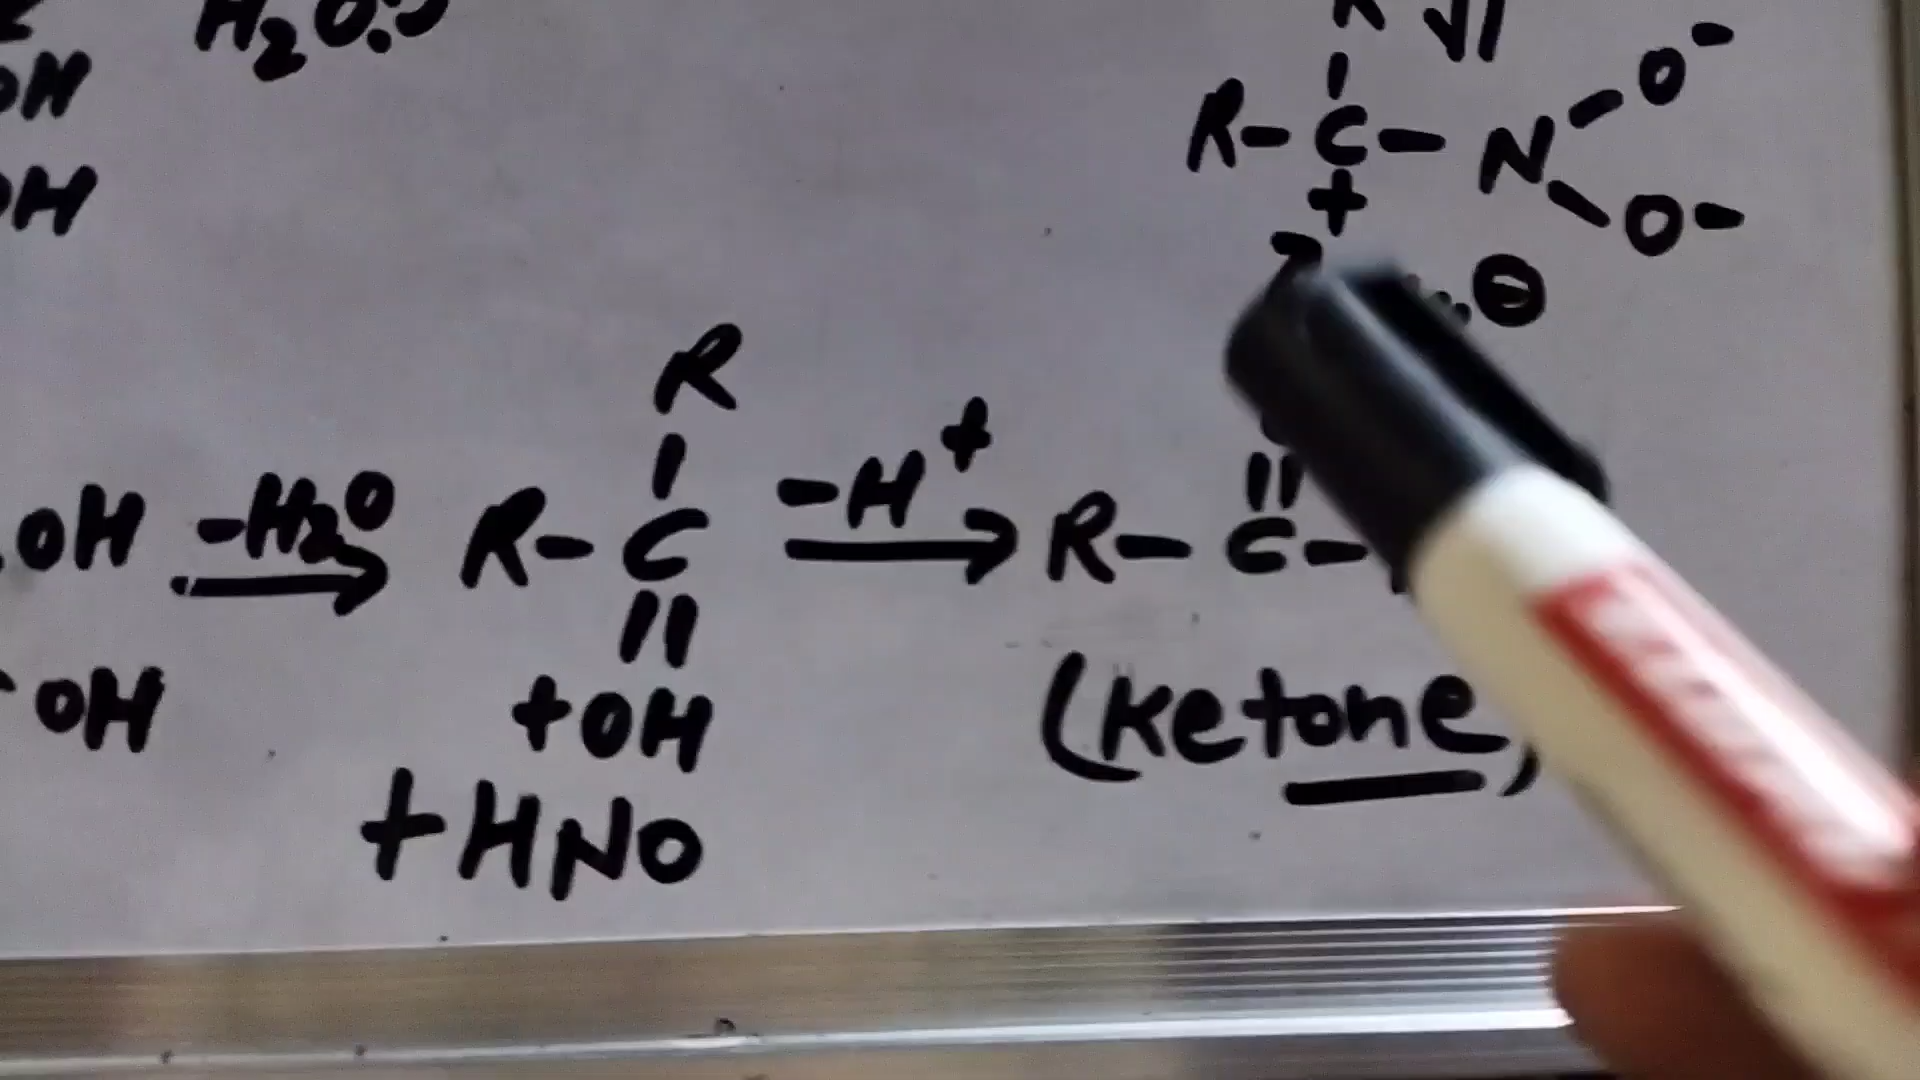 H₂O:
R
R-C-N-O⁻
+ O-
⊖
OH
OH
R
OH -H₂O R-C -H⁺ R-C-
OH +OH (Ketone)
+HNO